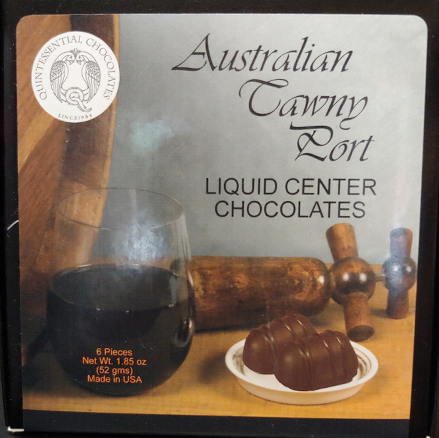 QUINTESSENTIAL CHOCOLATES
SINCE 1984
Australian
Tawny
Port
LIQUID CENTER
CHOCOLATES
6 Pieces
Net Wt. 1.85 oz
(52 gms)
Made in USA